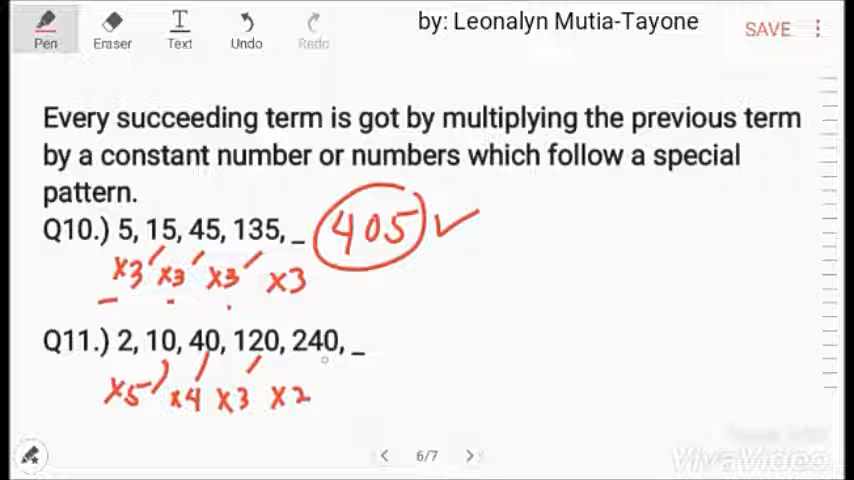 by: Leonalyn Mutia-Tayone
Pen Eraser Text Undo Redo SAVE
Every succeeding term is got by multiplying the previous term
by a constant number or numbers which follow a special
pattern.
Q10.) 5, 15, 45, 135, _ 405 ✓
x3 x3 x3 x3
Q11.) 2, 10, 40, 120, 240, _
x5 x4 x3 x2
< 6/7 >
VivaVideo